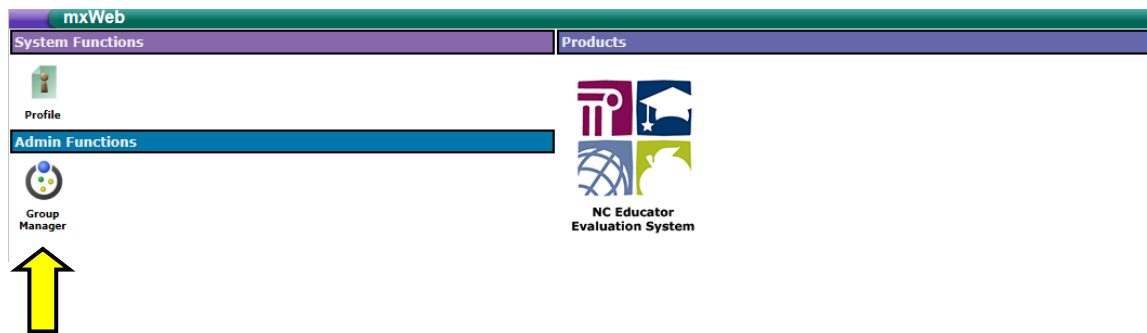 mxWeb
System Functions
Products
Profile
Admin Functions
Group
Manager
NC Educator
Evaluation System